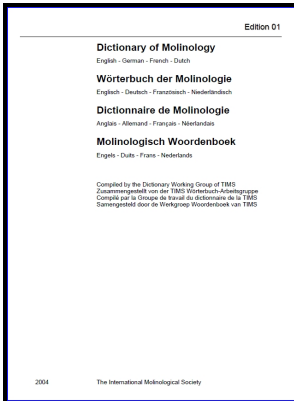 Edition 01
Dictionary of Molinology
English - German - French - Dutch
Wörterbuch der Molinologie
Englisch - Deutsch - Französisch - Niederländisch
Dictionnaire de Molinologie
Anglais - Allemand - Français - Néerlandais
Molinologisch Woordenboek
Engels - Duits - Frans - Nederlands
Compiled by the Dictionary Working Group of TIMS
Zusammengestellt von der TIMS Wörterbuch-Arbeitsgruppe
Compilé par la Groupe de travail du dictionnaire de la TIMS
Samengesteld door de Werkgroep Woordenboek van TIMS
2004 The International Molinological Society